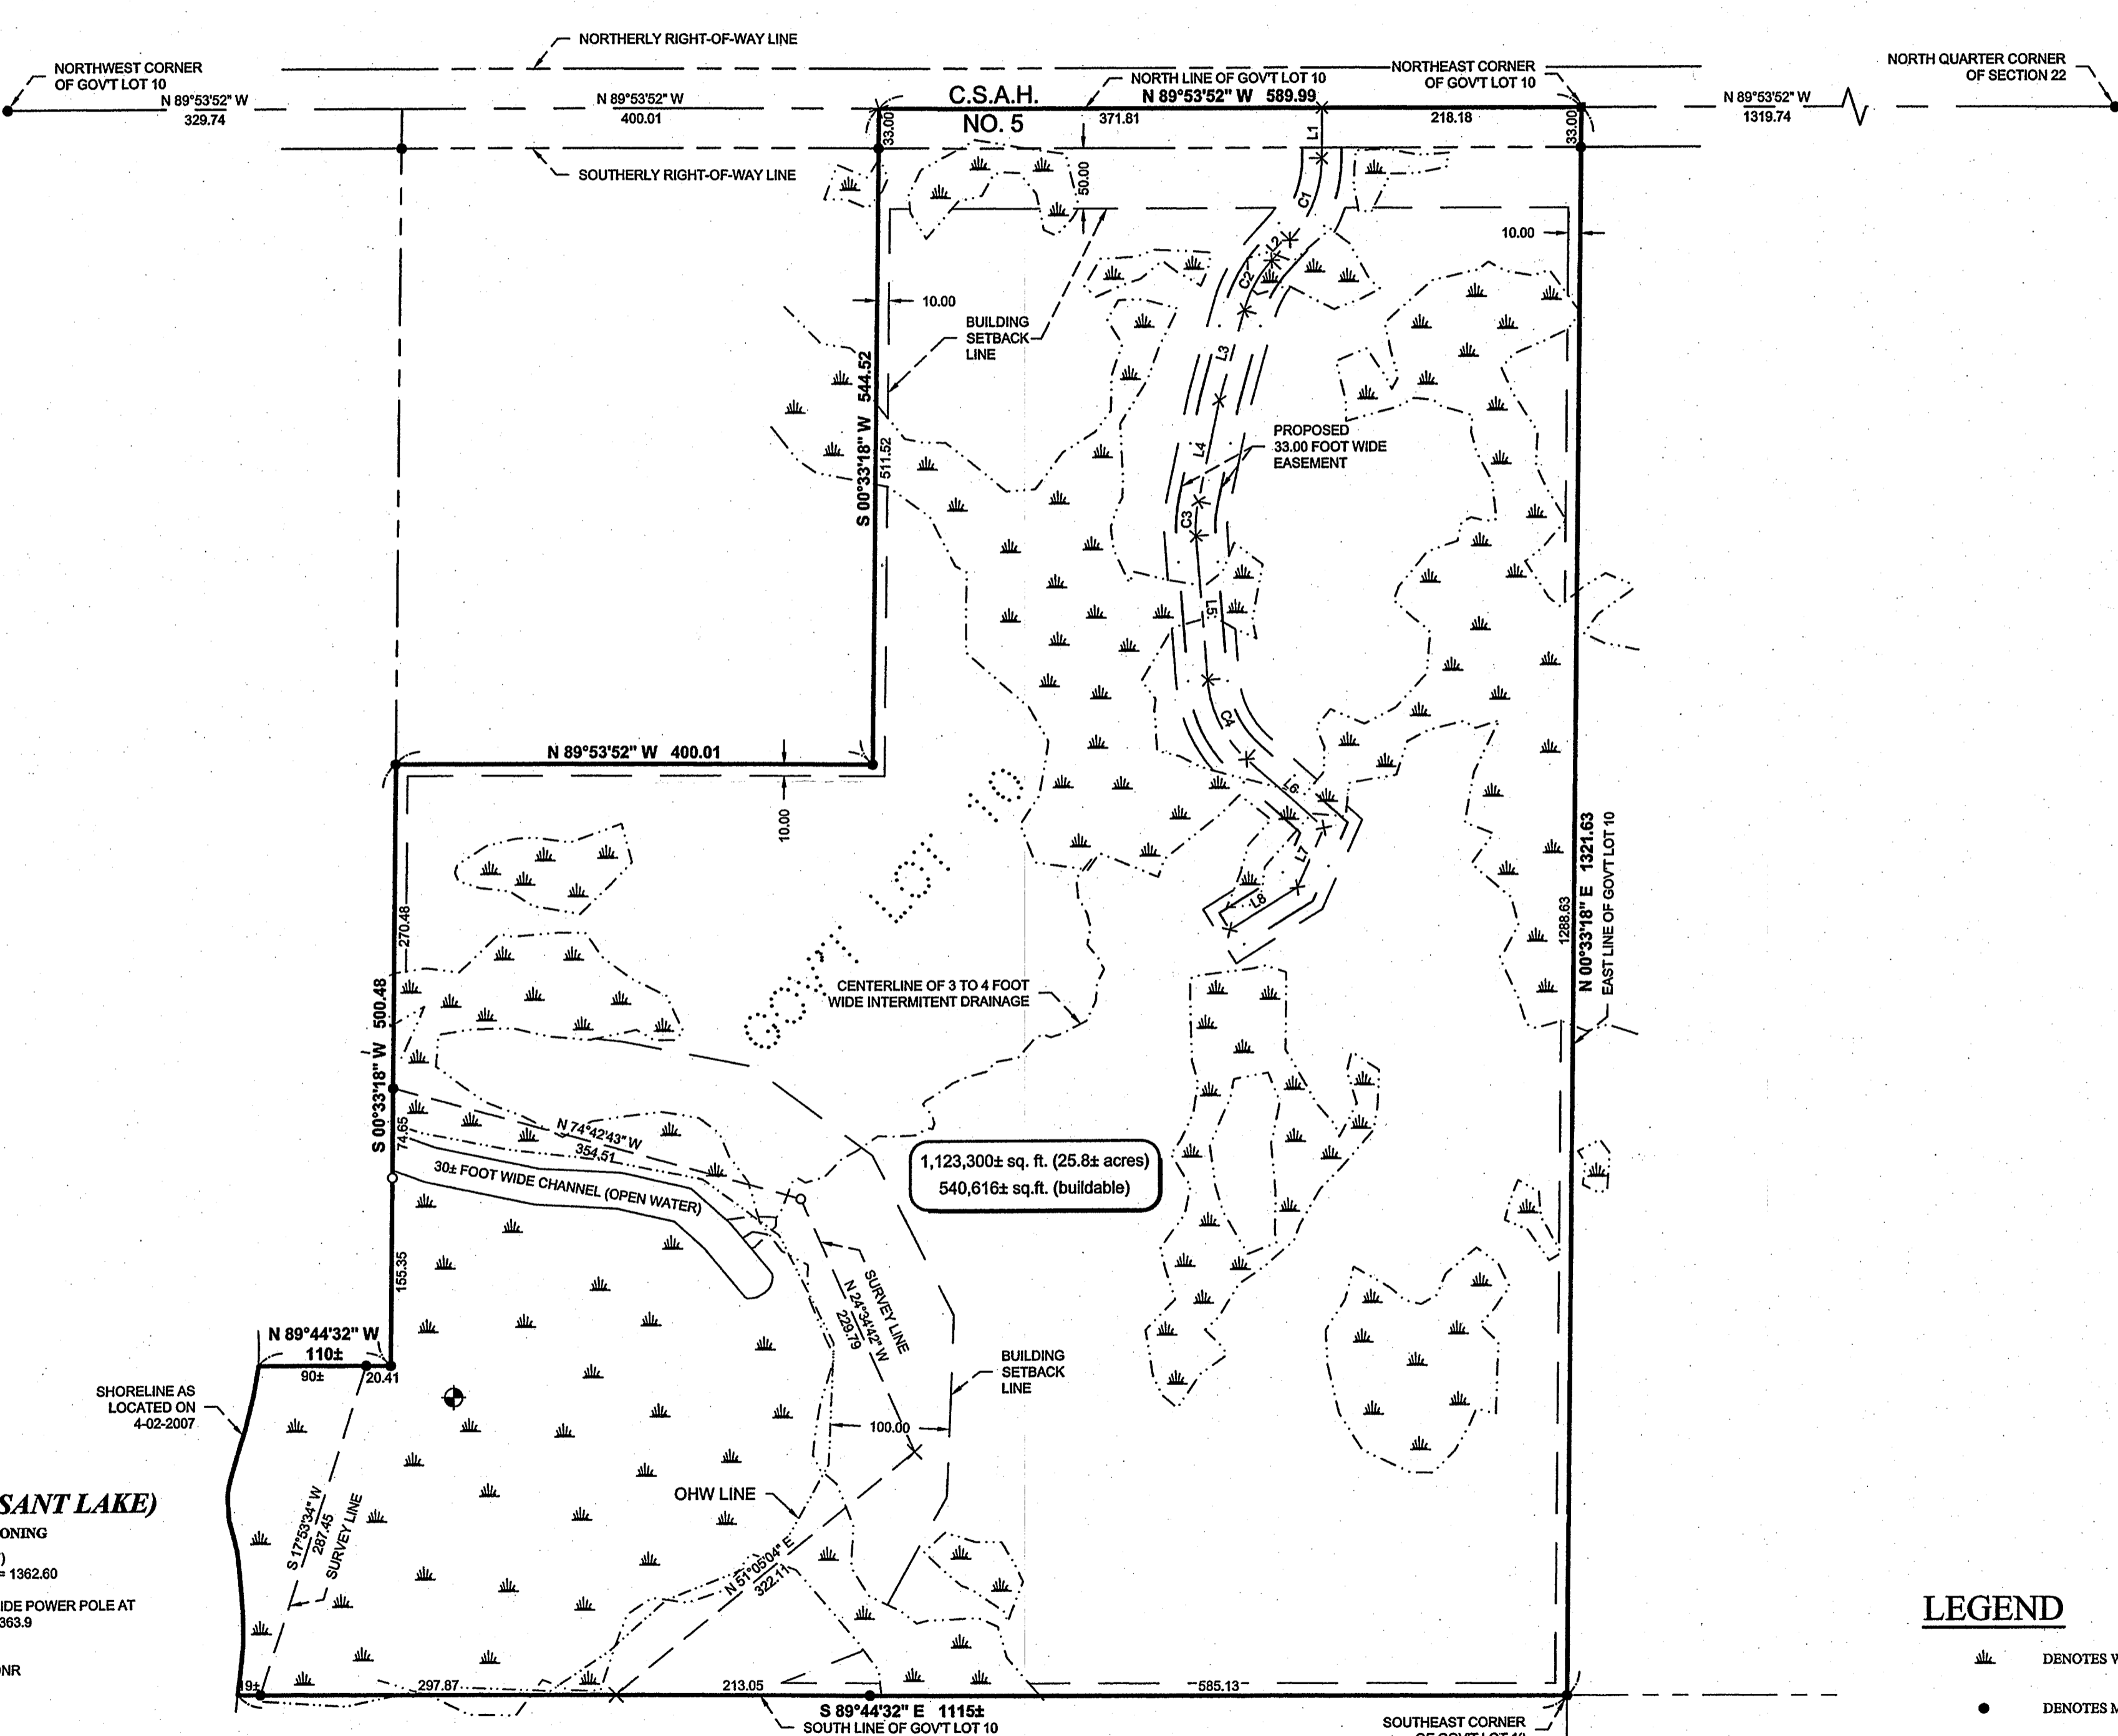 NORTHERLY RIGHT-OF-WAY LINE
NORTHWEST CORNER
OF GOV'T LOT 10
N 89°53'52" W
329.74
N 89°53'52" W
400.01
C.S.A.H.
NO. 5
NORTH LINE OF GOV'T LOT 10
N 89°53'52" W 589.99
371.81
218.18
NORTHEAST CORNER
OF GOV'T LOT 10
N 89°53'52" W
1319.74
NORTH QUARTER CORNER
OF SECTION 22
33.00
33.00
L1
SOUTHERLY RIGHT-OF-WAY LINE
50.00
C1
10.00
L2
C2
10.00
BUILDING
SETBACK
LINE
L3
S 00°33'18" W 544.52
511.52
L4
PROPOSED
33.00 FOOT WIDE
EASEMENT
C3
L5
C4
N 89°53'52" W 400.01
10.00
L6
L7
L8
GOV'T LOT 10
N 00°33'18" E 1321.63
1288.63
EAST LINE OF GOV'T LOT 10
270.48
S 00°33'18" W 500.48
CENTERLINE OF 3 TO 4 FOOT
WIDE INTERMITENT DRAINAGE
74.65
N 74°42'43" W
354.51
30± FOOT WIDE CHANNEL (OPEN WATER)
1,123,300± sq. ft. (25.8± acres)
540,616± sq.ft. (buildable)
155.35
SURVEY LINE
N 24°34'42" W
229.79
N 89°44'32" W
110±
90±
20.41
BUILDING
SETBACK
LINE
SHORELINE AS
LOCATED ON
4-02-2007
100.00
OHW LINE
S 17°53'34" W
287.45
SURVEY LINE
SANT LAKE)
ONING
)
= 1362.60
IDE POWER POLE AT
363.9
NR
N 51°05'04" E
322.11
LEGEND
DENOTES W
DENOTES M
19±
297.87
213.05
585.13
S 89°44'32" E 1115±
SOUTH LINE OF GOV'T LOT 10
SOUTHEAST CORNER
OF GOV'T LOT 10